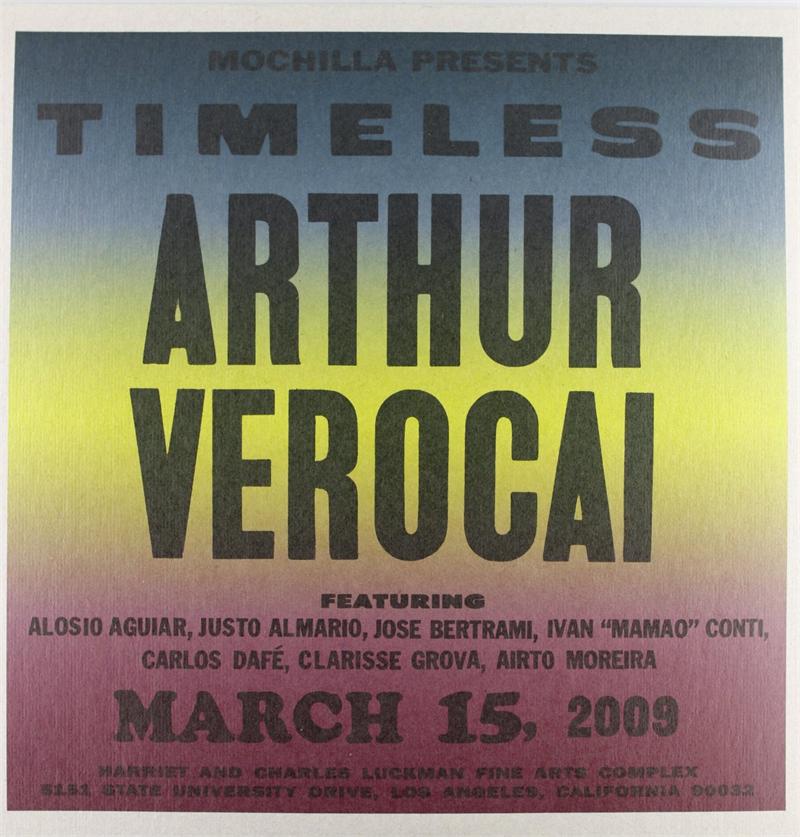 MOCHILLA PRESENTS
TIMELESS
ARTHUR
VEROCAI
FEATURING
ALOSIO AGUIAR, JUSTO ALMARIO, JOSE BERTRAMI, IVAN “MAMAO” CONTI,
CARLOS DAFÉ, CLARISSE GROVA, AIRTO MOREIRA
MARCH 15, 2009
HARRIET AND CHARLES LUCKMAN FINE ARTS COMPLEX
5151 STATE UNIVERSITY DRIVE, LOS ANGELES, CALIFORNIA 90032